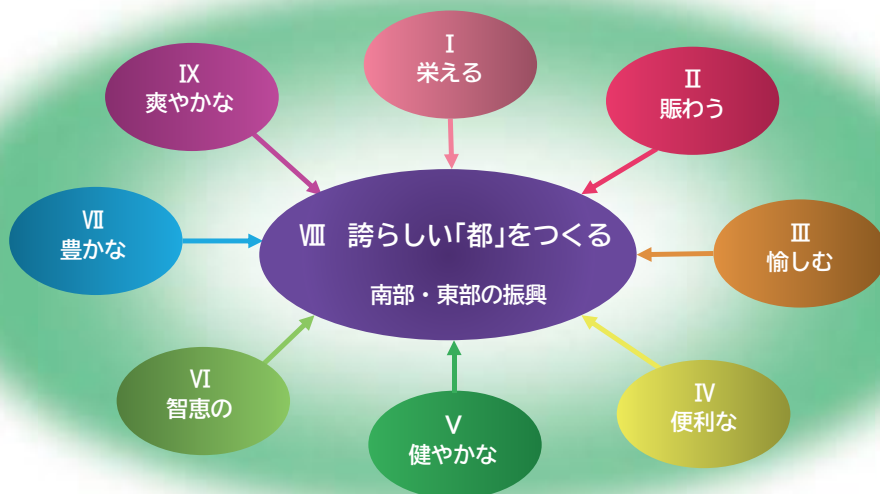 Ⅰ
栄える
Ⅱ
賑わう
Ⅲ
愉しむ
Ⅳ
便利な
Ⅴ
健やかな
Ⅵ
智恵の
Ⅶ
豊かな
Ⅷ 誇らしい「都」をつくる
南部・東部の振興
Ⅸ
爽やかな